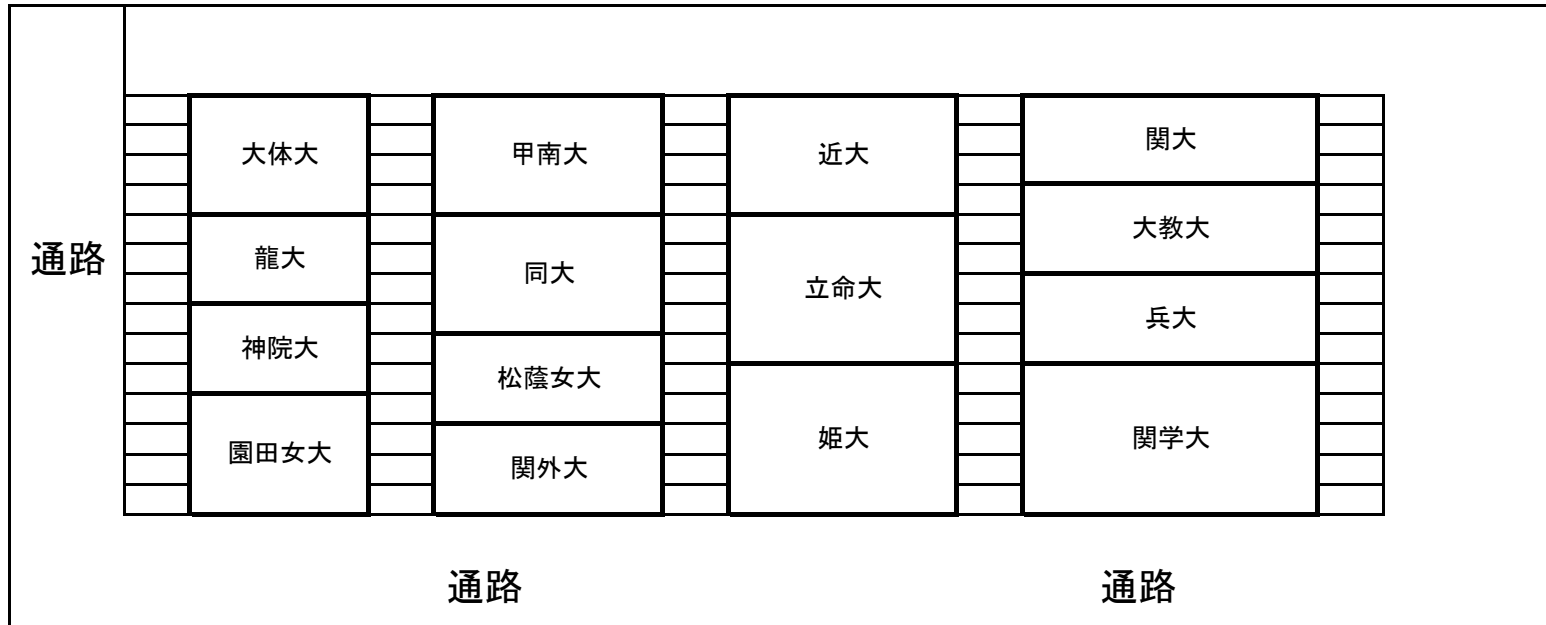 大体大
甲南大
近大
関大
大教大
通路
龍大
同大
立命大
兵大
神院大
松蔭女大
園田女大
関外大
姫大
関学大
通路
通路